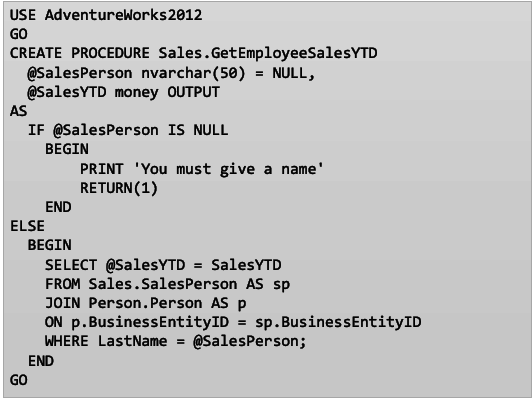 USE AdventureWorks2012
GO
CREATE PROCEDURE Sales.GetEmployeeSalesYTD
@SalesPerson nvarchar(50) = NULL,
@SalesYTD money OUTPUT
AS
IF @SalesPerson IS NULL
BEGIN
PRINT 'You must give a name'
RETURN(1)
END
ELSE
BEGIN
SELECT @SalesYTD = SalesYTD
FROM Sales.SalesPerson AS sp
JOIN Person.Person AS p
ON p.BusinessEntityID = sp.BusinessEntityID
WHERE LastName = @SalesPerson;
END
GO